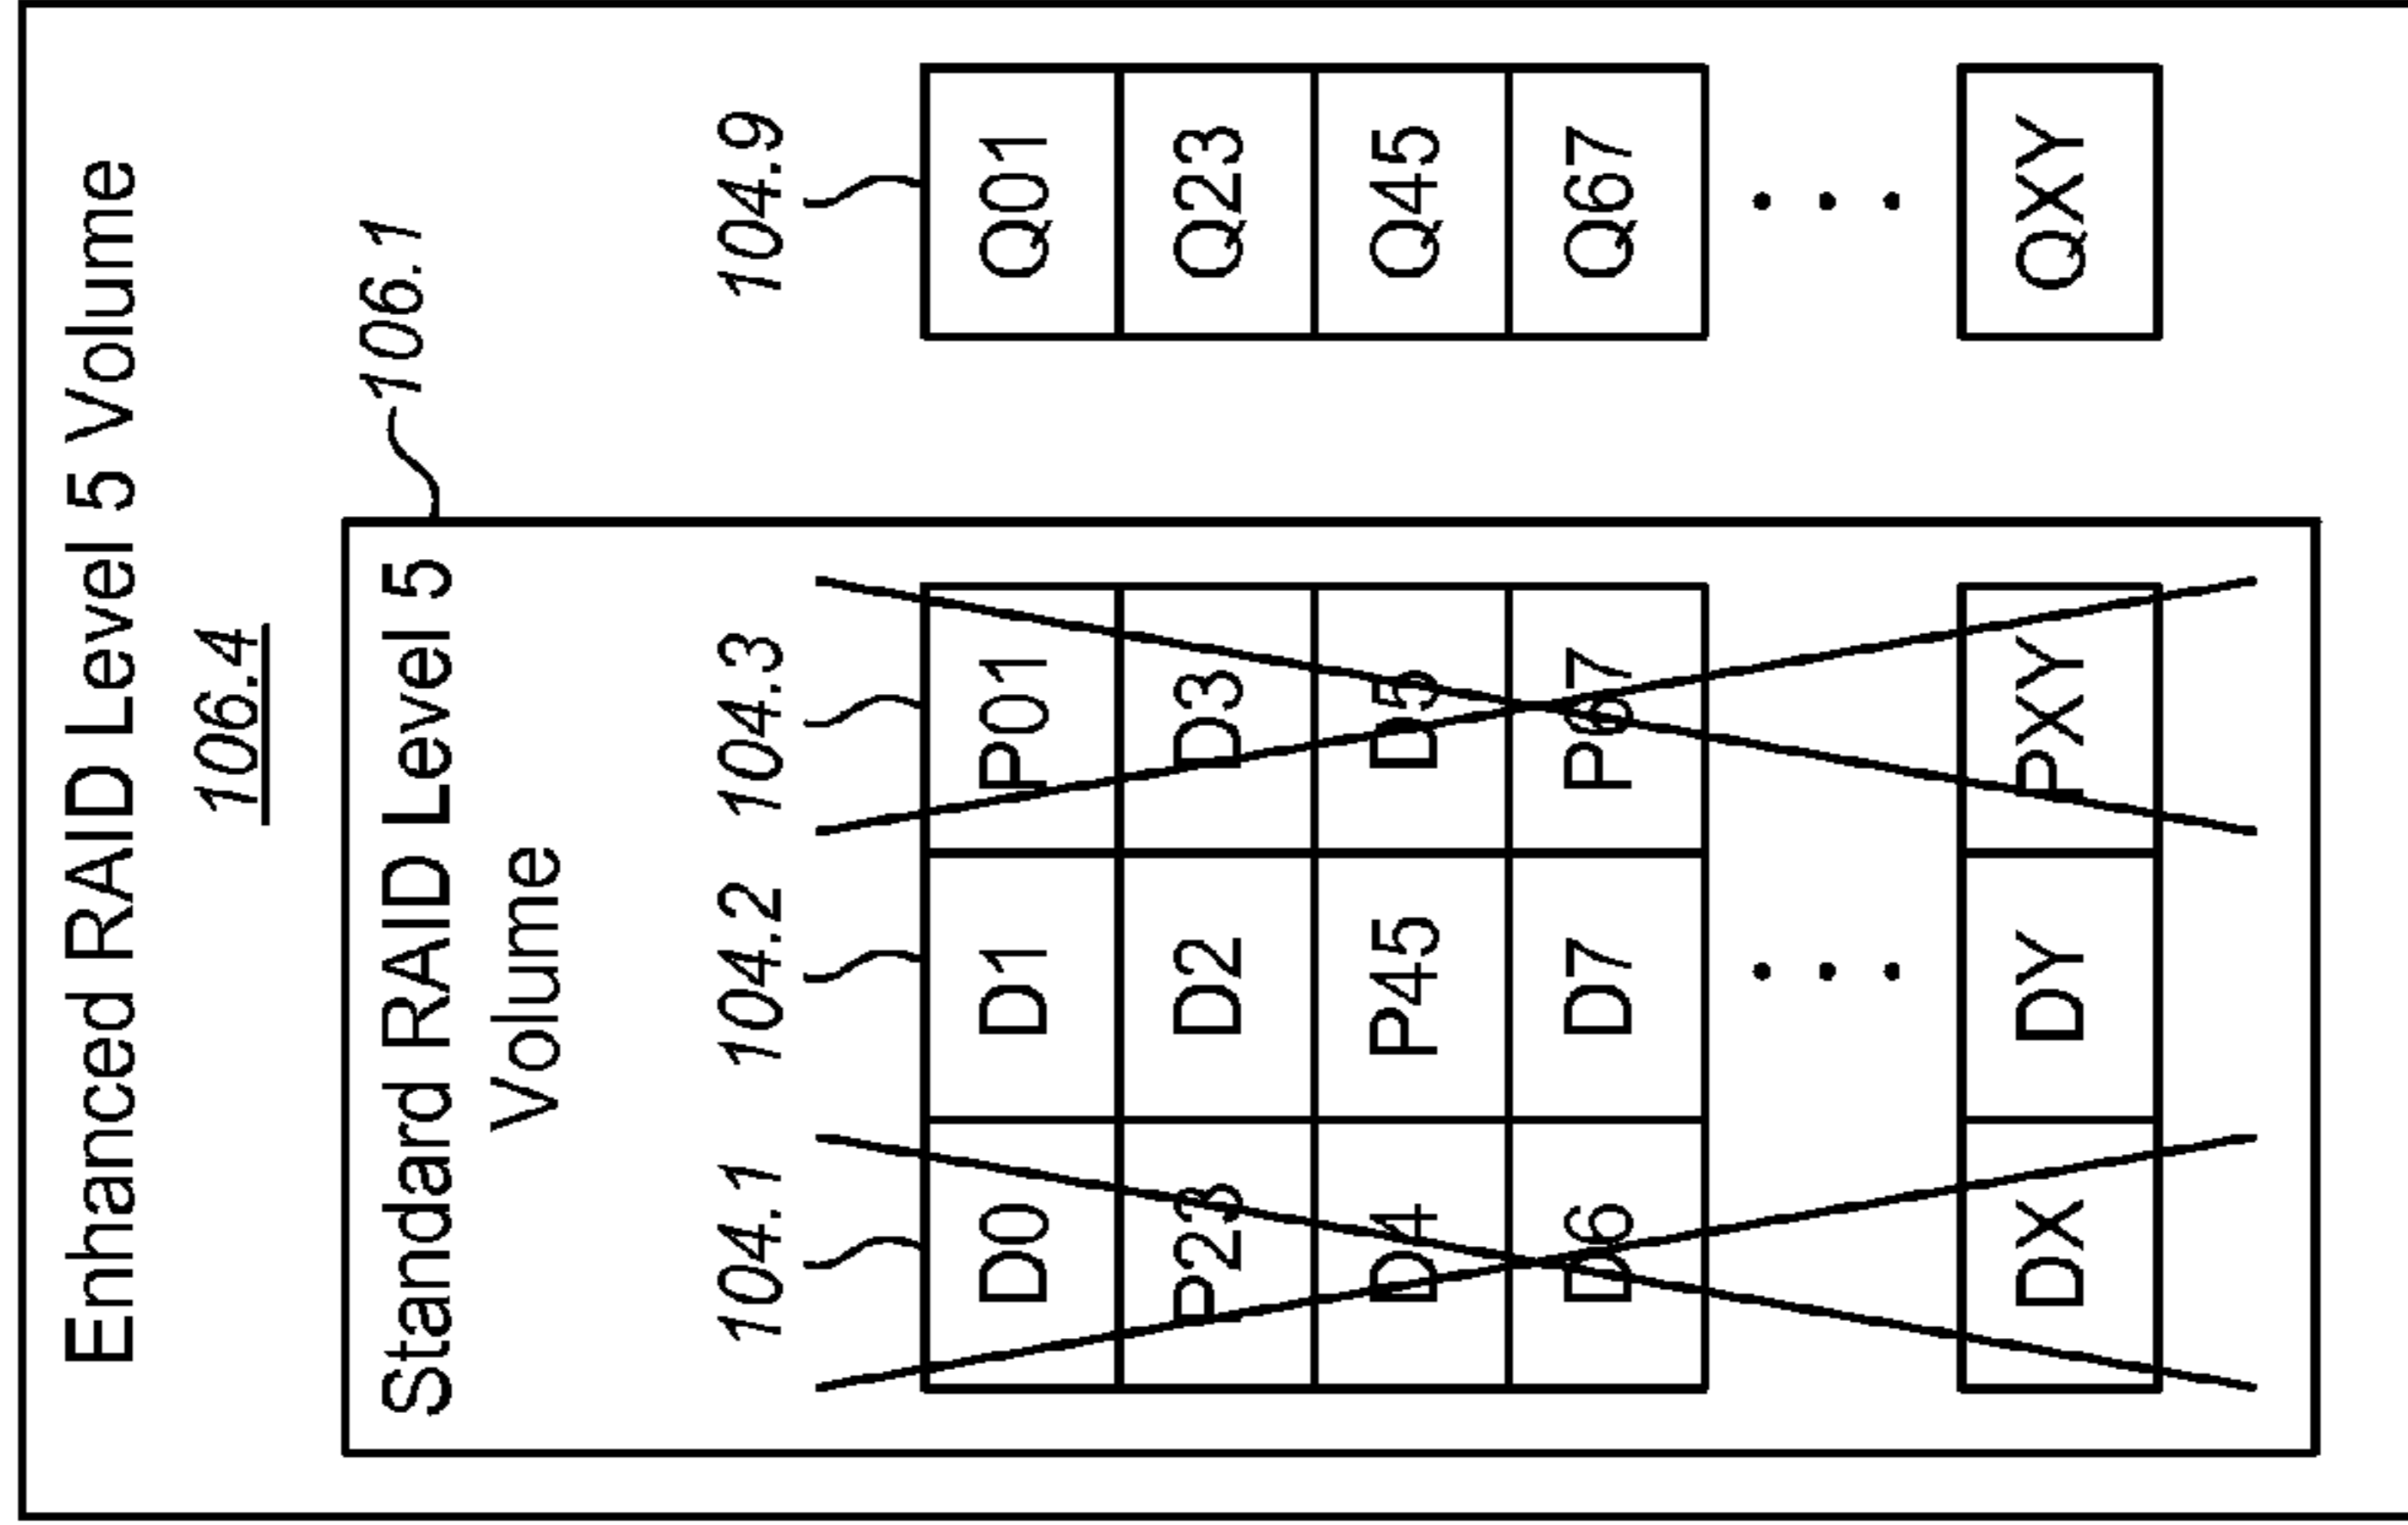 Enhanced RAID Level 5 Volume
106.4
106.1
Standard RAID Level 5
Volume
104.1 104.2 104.3 104.9
D0 D1 P01 Q01
P23 D2 D3 Q23
D4 P45 D5 Q45
D6 D7 P67 Q67
DX DY PXY QXY